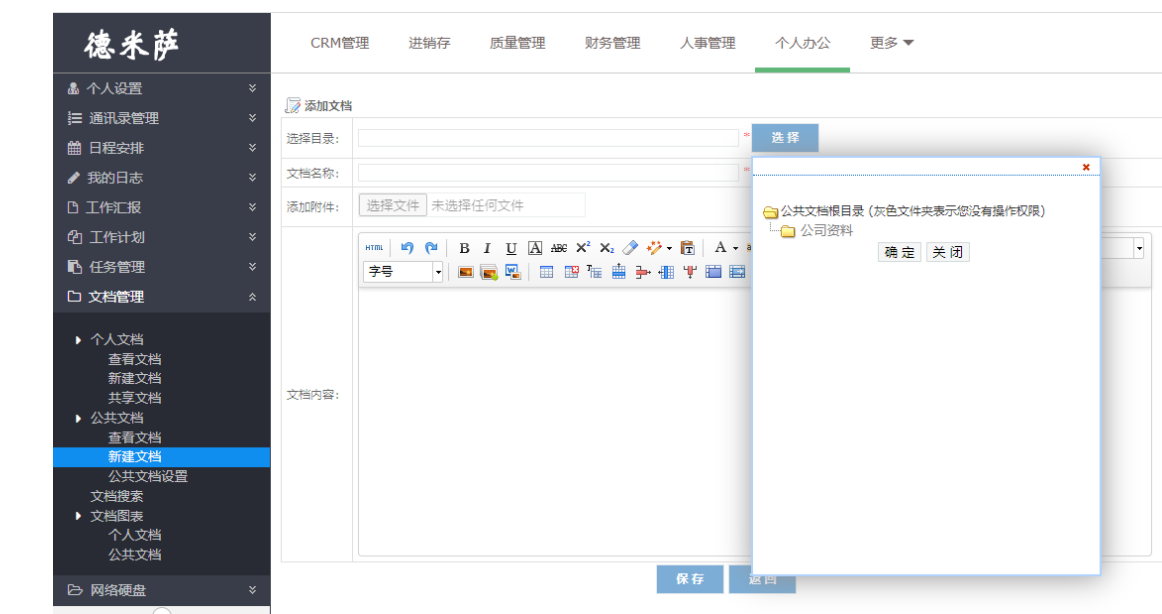 德米萨
CRM管理 进销存 质量管理 财务管理 人事管理 个人办公 更多
个人设置
通讯录管理
日程安排
我的日志
工作汇报
工作计划
任务管理
文档管理
个人文档
查看文档
新建文档
共享文档
公共文档
查看文档
新建文档
公共文档设置
文档搜索
文档图表
个人文档
公共文档
网络硬盘
添加文档
选择目录: * 选 择
文档名称: *
添加附件: 选择文件 未选择任何文件
HTML B I U A ABC X² X₂ T A
字号 W T
文档内容:
公共文档根目录 (灰色文件夹表示您没有操作权限)
公司资料
确 定 关 闭
保 存 返 回